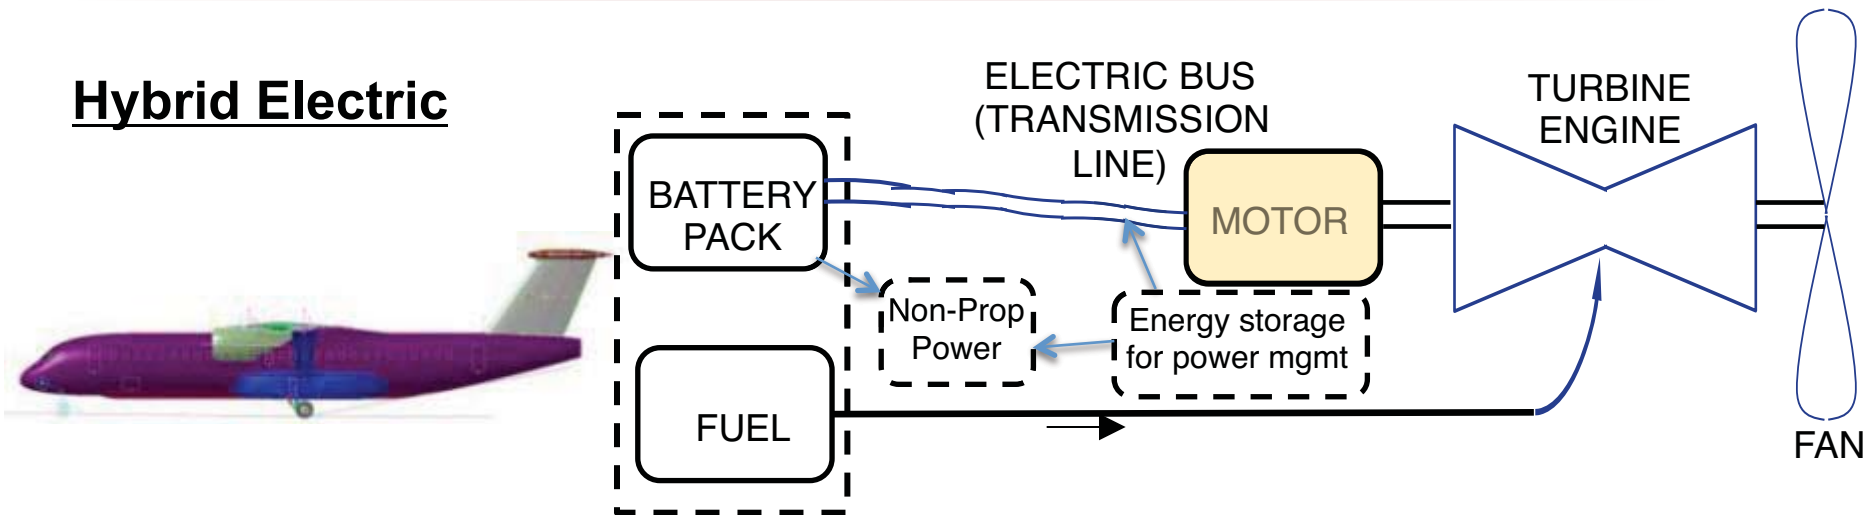 Hybrid Electric
ELECTRIC BUS
(TRANSMISSION
LINE)
TURBINE
ENGINE
BATTERY
PACK
MOTOR
Non-Prop
Power
Energy storage
for power mgmt
FUEL
FAN